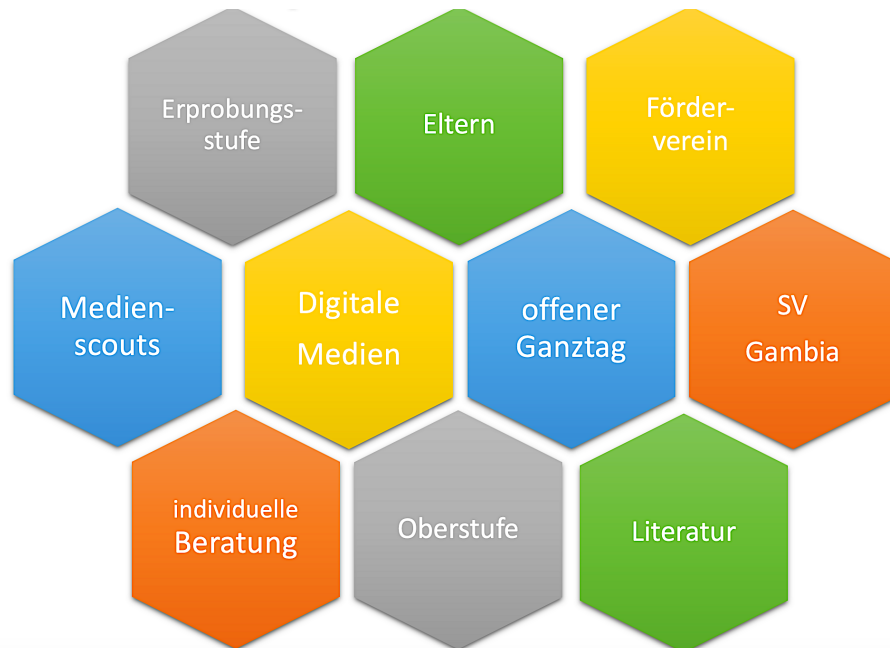 Erprobungs-
stufe
Eltern
Förder-
verein
Medien-
scouts
Digitale
Medien
offener
Ganztag
SV
Gambia
individuelle
Beratung
Oberstufe
Literatur